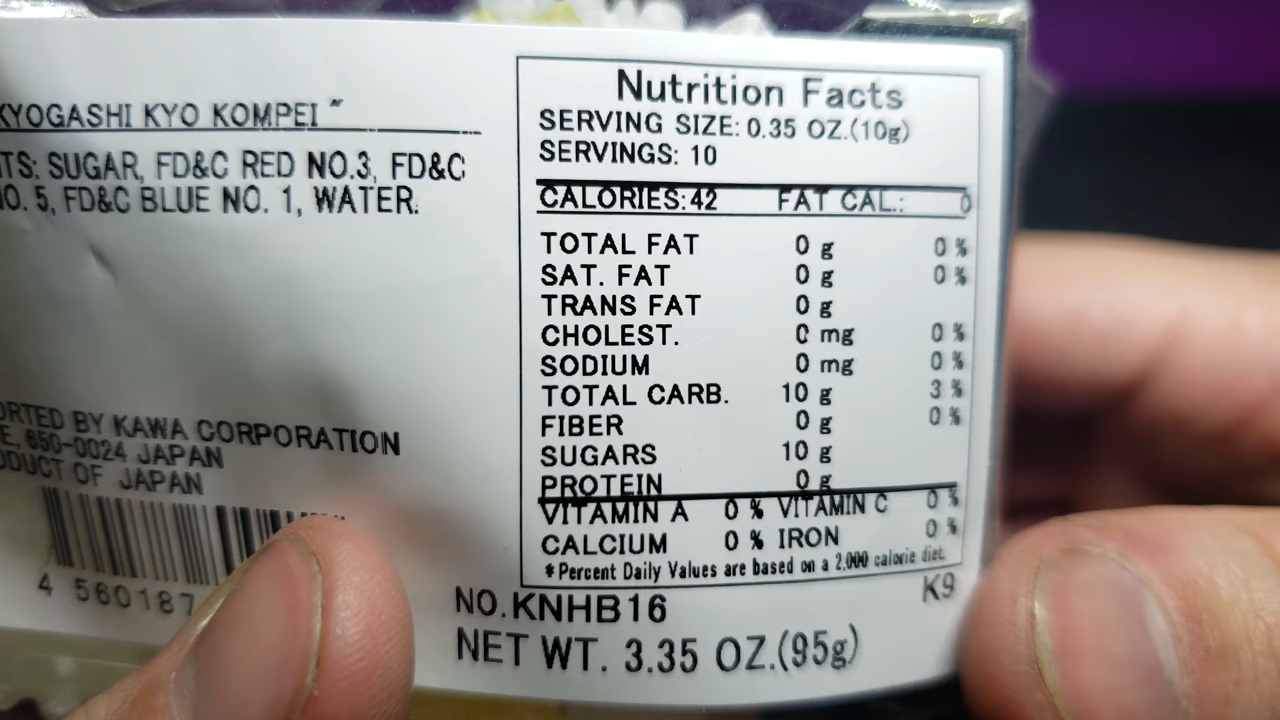 KYOGASHI KYO KOMPEI "
TS: SUGAR, FD&C RED NO.3, FD&C
NO. 5, FD&C BLUE NO. 1, WATER.
ORTED BY KAWA CORPORATION
E, 650-0024 JAPAN
ODUCT OF JAPAN
4 560187
Nutrition Facts
SERVING SIZE: 0.35 OZ.(10g)
SERVINGS: 10
CALORIES: 42 FAT CAL.: 0
TOTAL FAT 0 g 0 %
SAT. FAT 0 g 0 %
TRANS FAT 0 g
CHOLEST. 0 mg 0 %
SODIUM 0 mg 0 %
TOTAL CARB. 10 g 3 %
FIBER 0 g 0 %
SUGARS 10 g
PROTEIN 0 g
VITAMIN A 0 % VITAMIN C 0 %
CALCIUM 0 % IRON 0 %
* Percent Daily Values are based on a 2,000 calorie diet.
NO. KNHB16 K9
NET WT. 3.35 OZ.(95g)